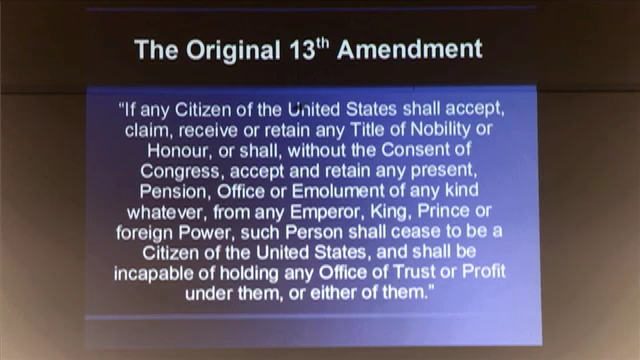 The Original 13th Amendment
“If any Citizen of the United States shall accept,
claim, receive or retain any Title of Nobility or
Honour, or shall, without the Consent of
Congress, accept and retain any present,
Pension, Office or Emolument of any kind
whatever, from any Emperor, King, Prince or
foreign Power, such Person shall cease to be a
Citizen of the United States, and shall be
incapable of holding any Office of Trust or Profit
under them, or either of them.”